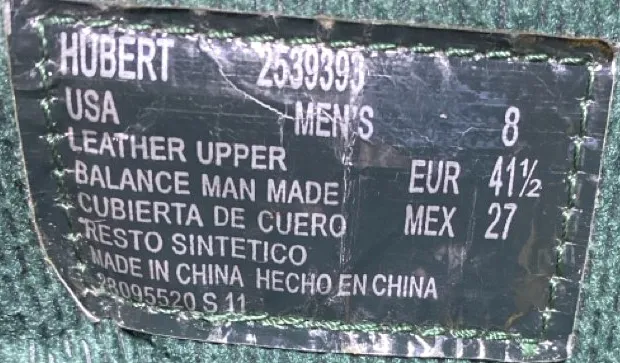 HUBERT 2539393
USA MEN'S 8
LEATHER UPPER
BALANCE MAN MADE EUR 41½
CUBIERTA DE CUERO MEX 27
RESTO SINTETICO
MADE IN CHINA HECHO EN CHINA
28095520 S 11